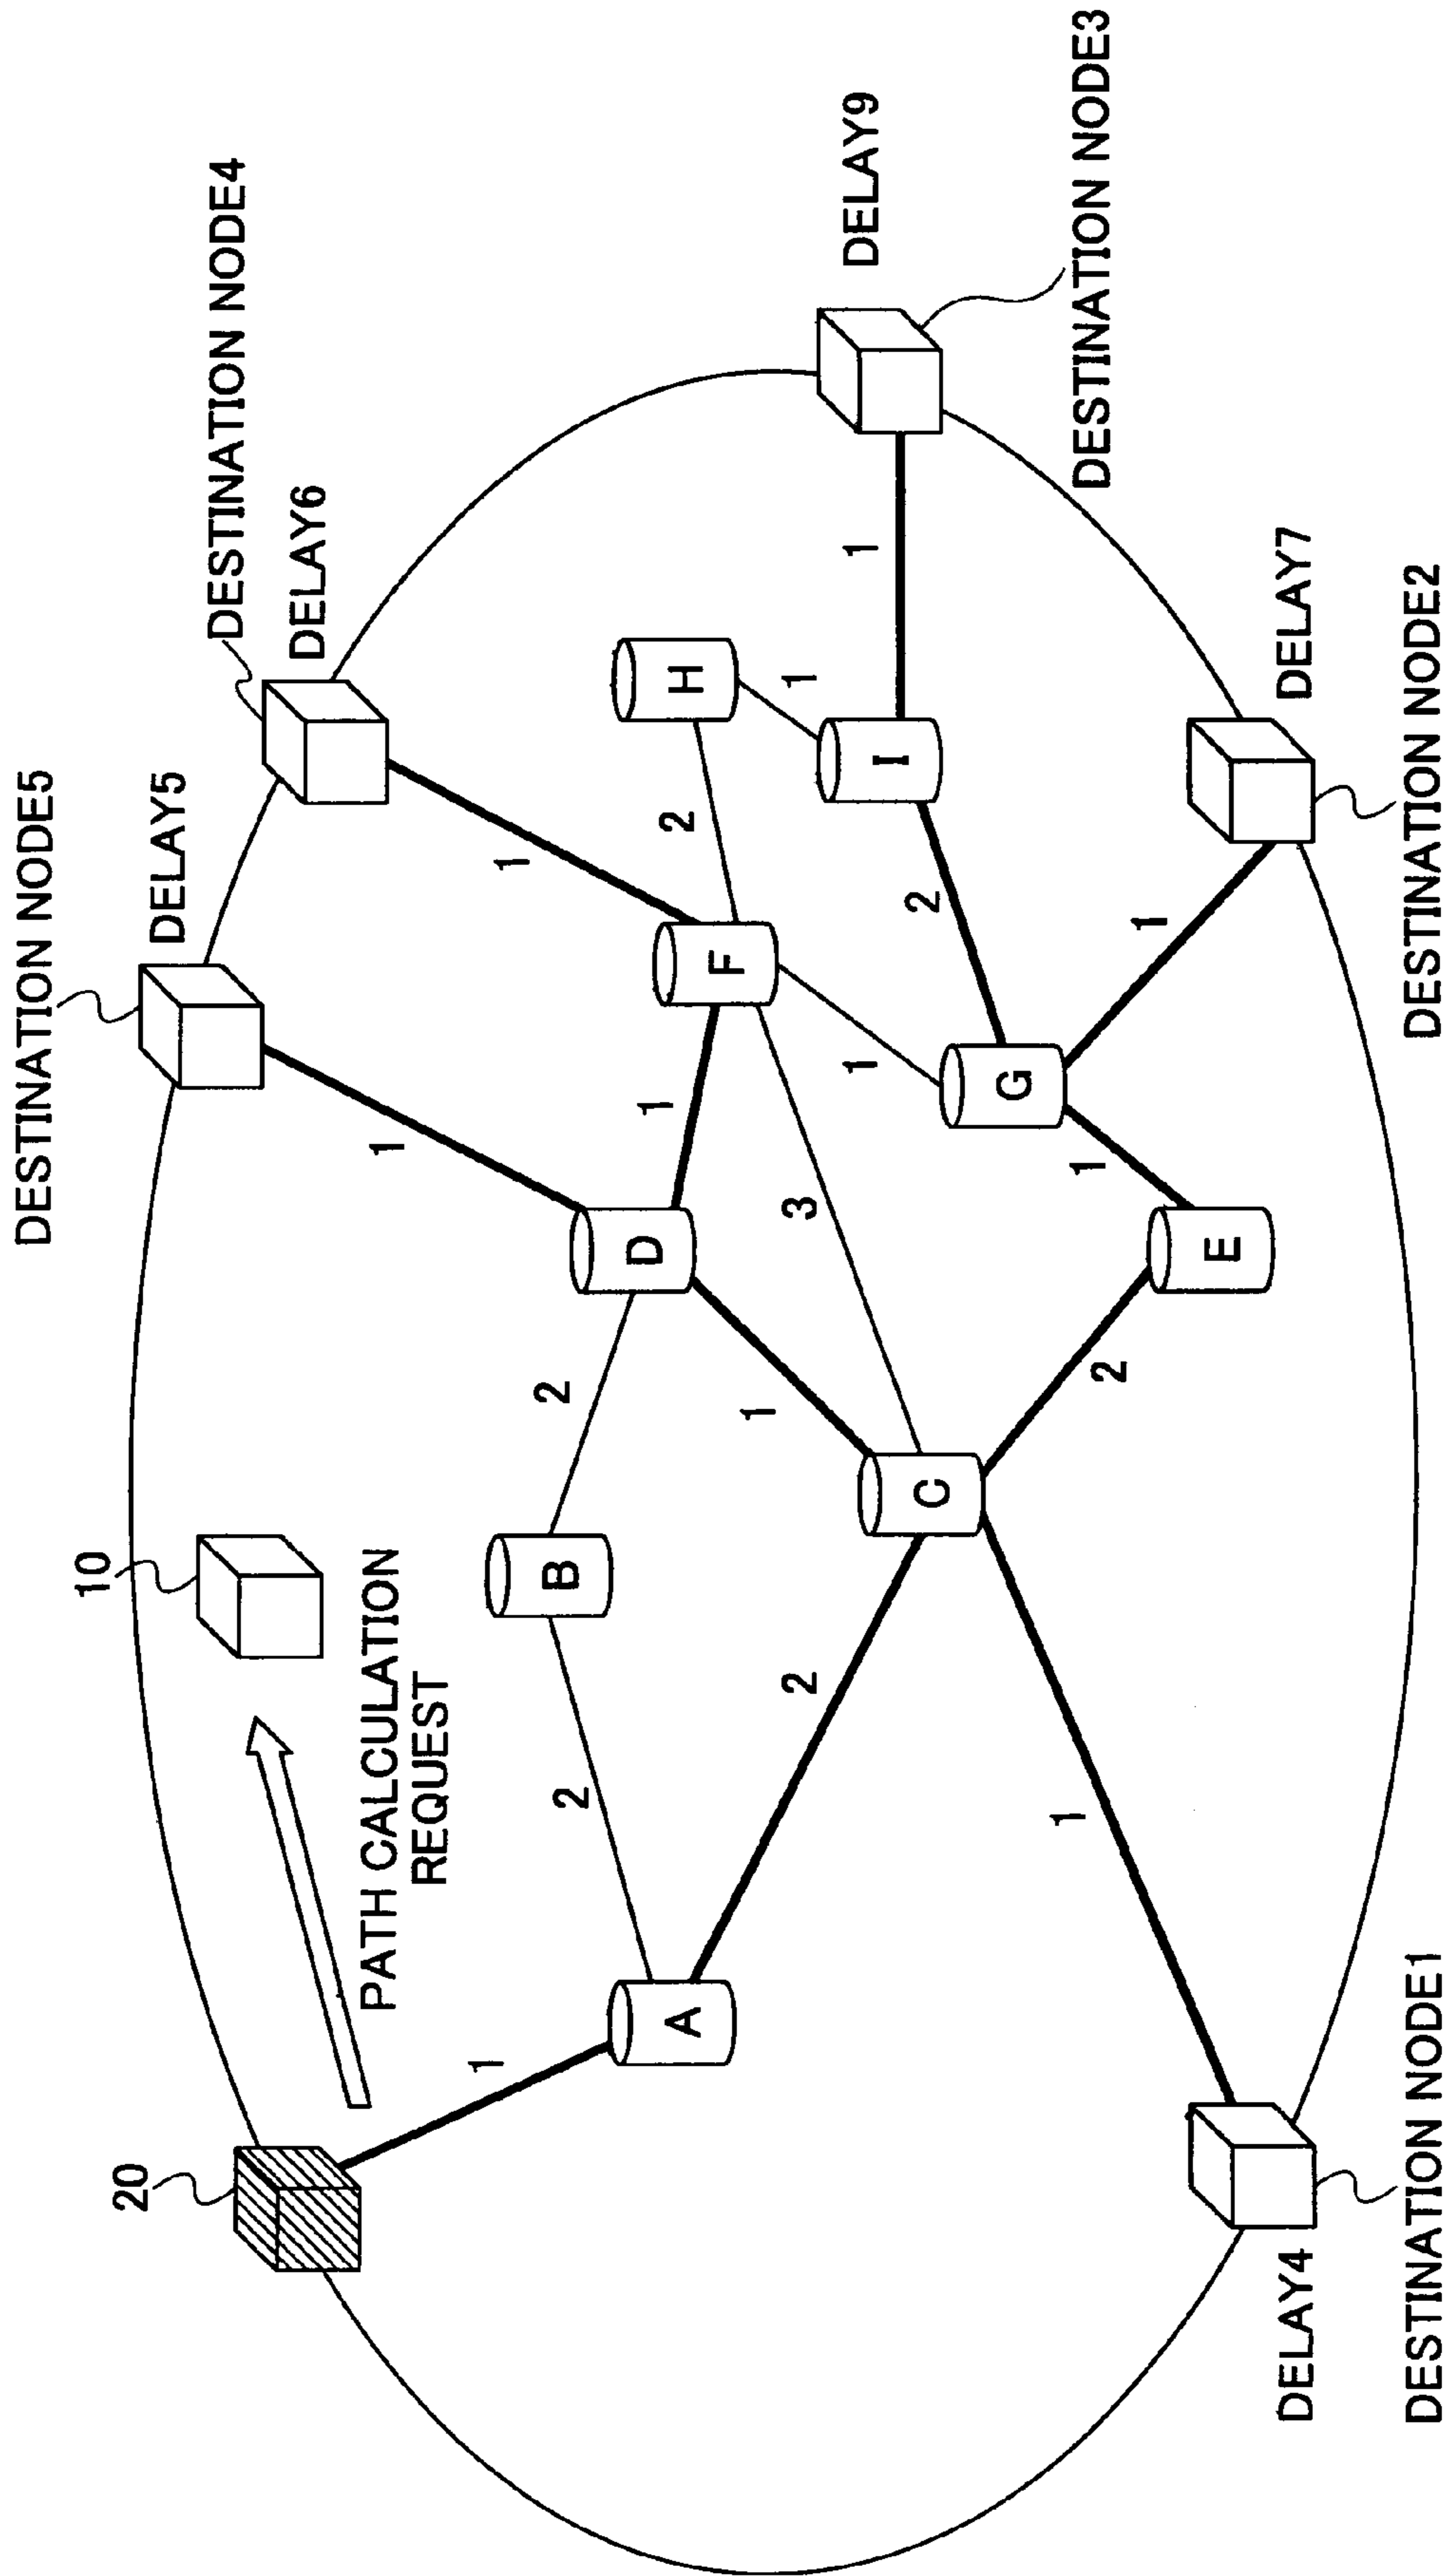 DESTINATION NODE5
DELAY5
DESTINATION NODE4
DELAY6
10
20
PATH CALCULATION
REQUEST
1
1
1
A
2
B
2
D
1
F
2
H
1
2
1
C
3
1
I
1
DELAY9
DESTINATION NODE3
2
G
1
1
2
E
1
DELAY4
DESTINATION NODE1
DELAY7
DESTINATION NODE2